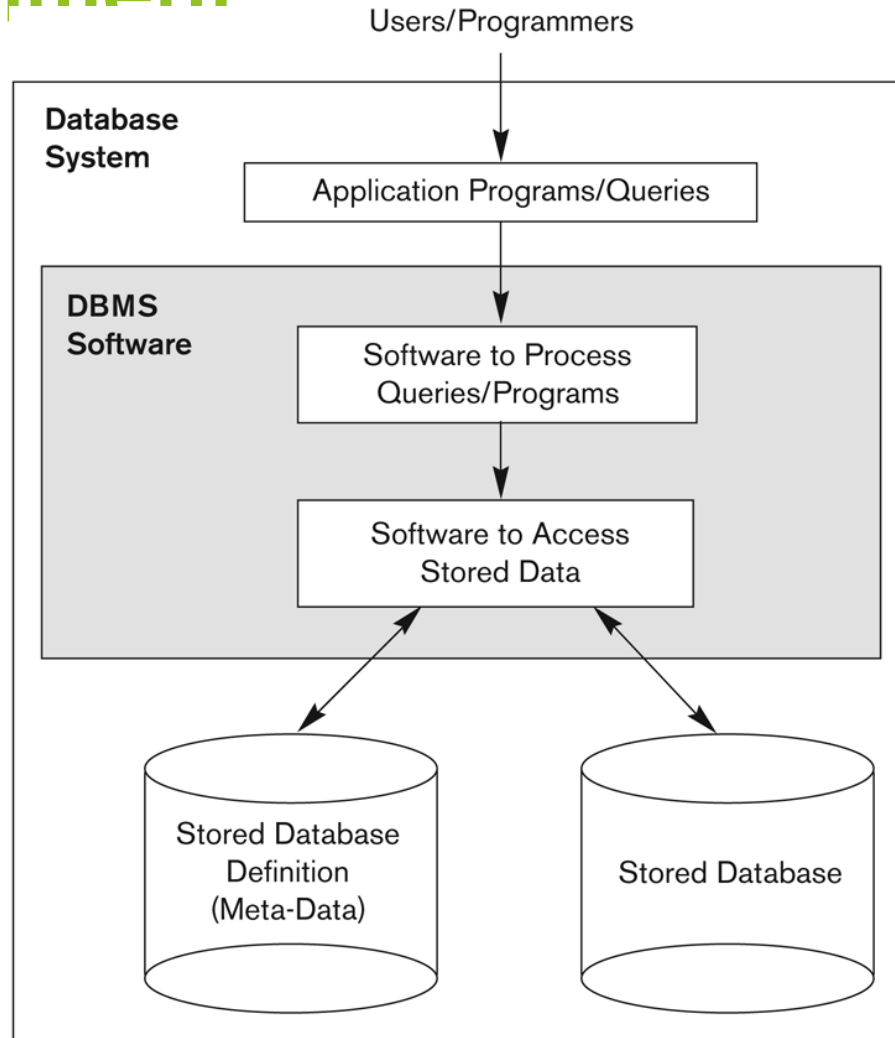 Users/Programmers
Database
System
Application Programs/Queries
DBMS
Software
Software to Process
Queries/Programs
Software to Access
Stored Data
Stored Database
Definition
(Meta-Data)
Stored Database